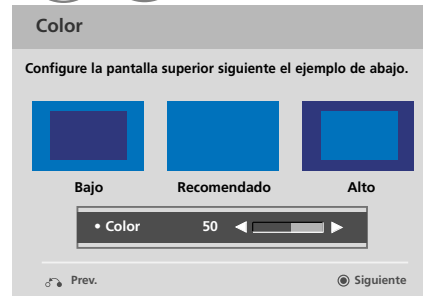 Color
Configure la pantalla superior siguiente el ejemplo de abajo.
Bajo Recomendado Alto
• Color 50
Prev. Siguiente